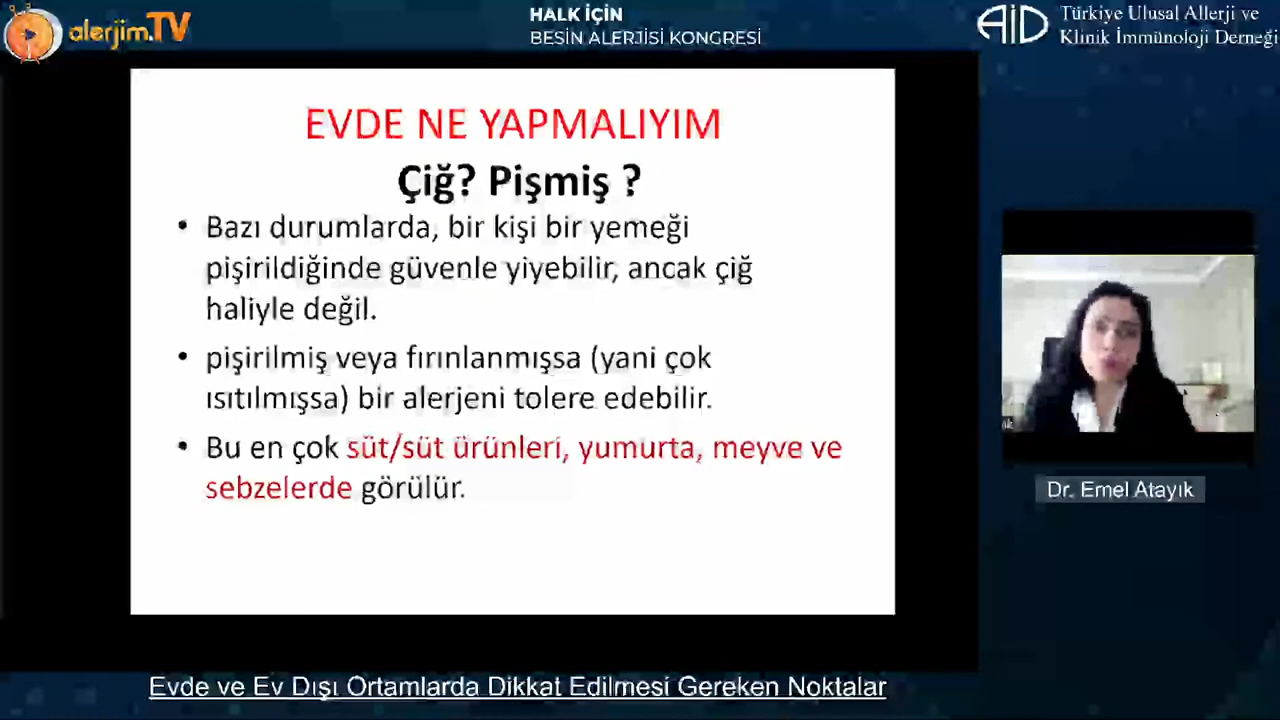 alerjim.TV
HALK İÇİN
BESİN ALERJİSİ KONGRESİ
AİD
Türkiye Ulusal Allerji ve
Klinik İmmünoloji Derneği
EVDE NE YAPMALIYIM
Çiğ? Pişmiş ?
• Bazı durumlarda, bir kişi bir yemeği
pişirildiğinde güvenle yiyebilir, ancak çiğ
haliyle değil.
• pişirilmiş veya fırınlanmışsa (yani çok
ısıtılmışsa) bir alerjeni tolere edebilir.
• Bu en çok süt/süt ürünleri, yumurta, meyve ve
sebzelerde görülür.
Dr. Emel Atayık
Evde ve Ev Dışı Ortamlarda Dikkat Edilmesi Gereken Noktalar